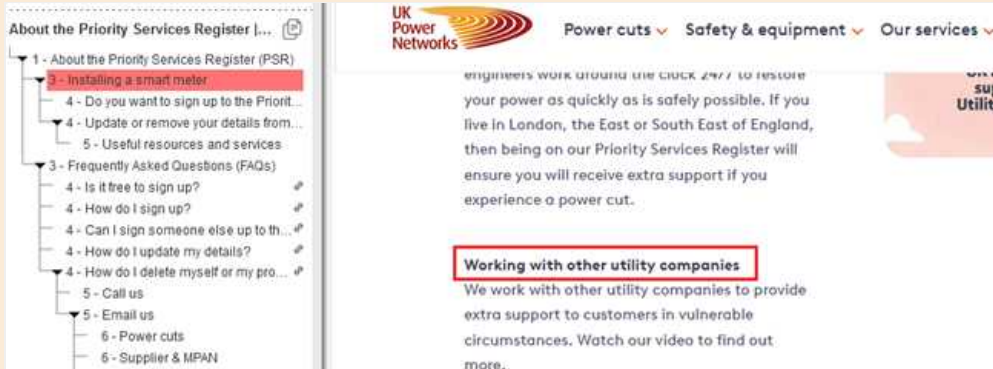 About the Priority Services Register |...
1 - About the Priority Services Register (PSR)
3 - Installing a smart meter
4 - Do you want to sign up to the Priorit...
4 - Update or remove your details from...
5 - Useful resources and services
3 - Frequently Asked Questions (FAQs)
4 - Is it free to sign up?
4 - How do I sign up?
4 - Can I sign someone else up to th...
4 - How do I update my details?
4 - How do I delete myself or my pro...
5 - Call us
5 - Email us
6 - Power cuts
6 - Supplier & MPAN
UK
Power
Networks
Power cuts
Safety & equipment
Our services
engineers work around the clock 24/7 to restore
your power as quickly as is safely possible. If you
live in London, the East or South East of England,
then being on our Priority Services Register will
ensure you will receive extra support if you
experience a power cut.
Working with other utility companies
We work with other utility companies to provide
extra support to customers in vulnerable
circumstances. Watch our video to find out
more.